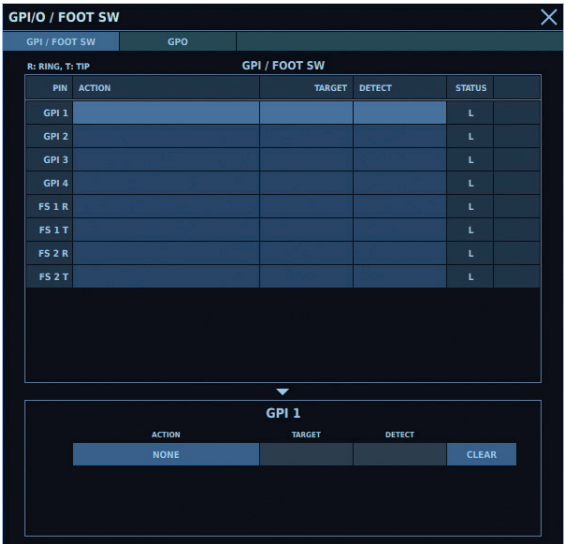 GPI/O / FOOT SW
GPI / FOOT SW GPO
R: RING, T: TIP GPI / FOOT SW
PIN ACTION TARGET DETECT STATUS
GPI 1 L
GPI 2 L
GPI 3 L
GPI 4 L
FS 1 R L
FS 1 T L
FS 2 R L
FS 2 T L
GPI 1
ACTION TARGET DETECT
NONE CLEAR